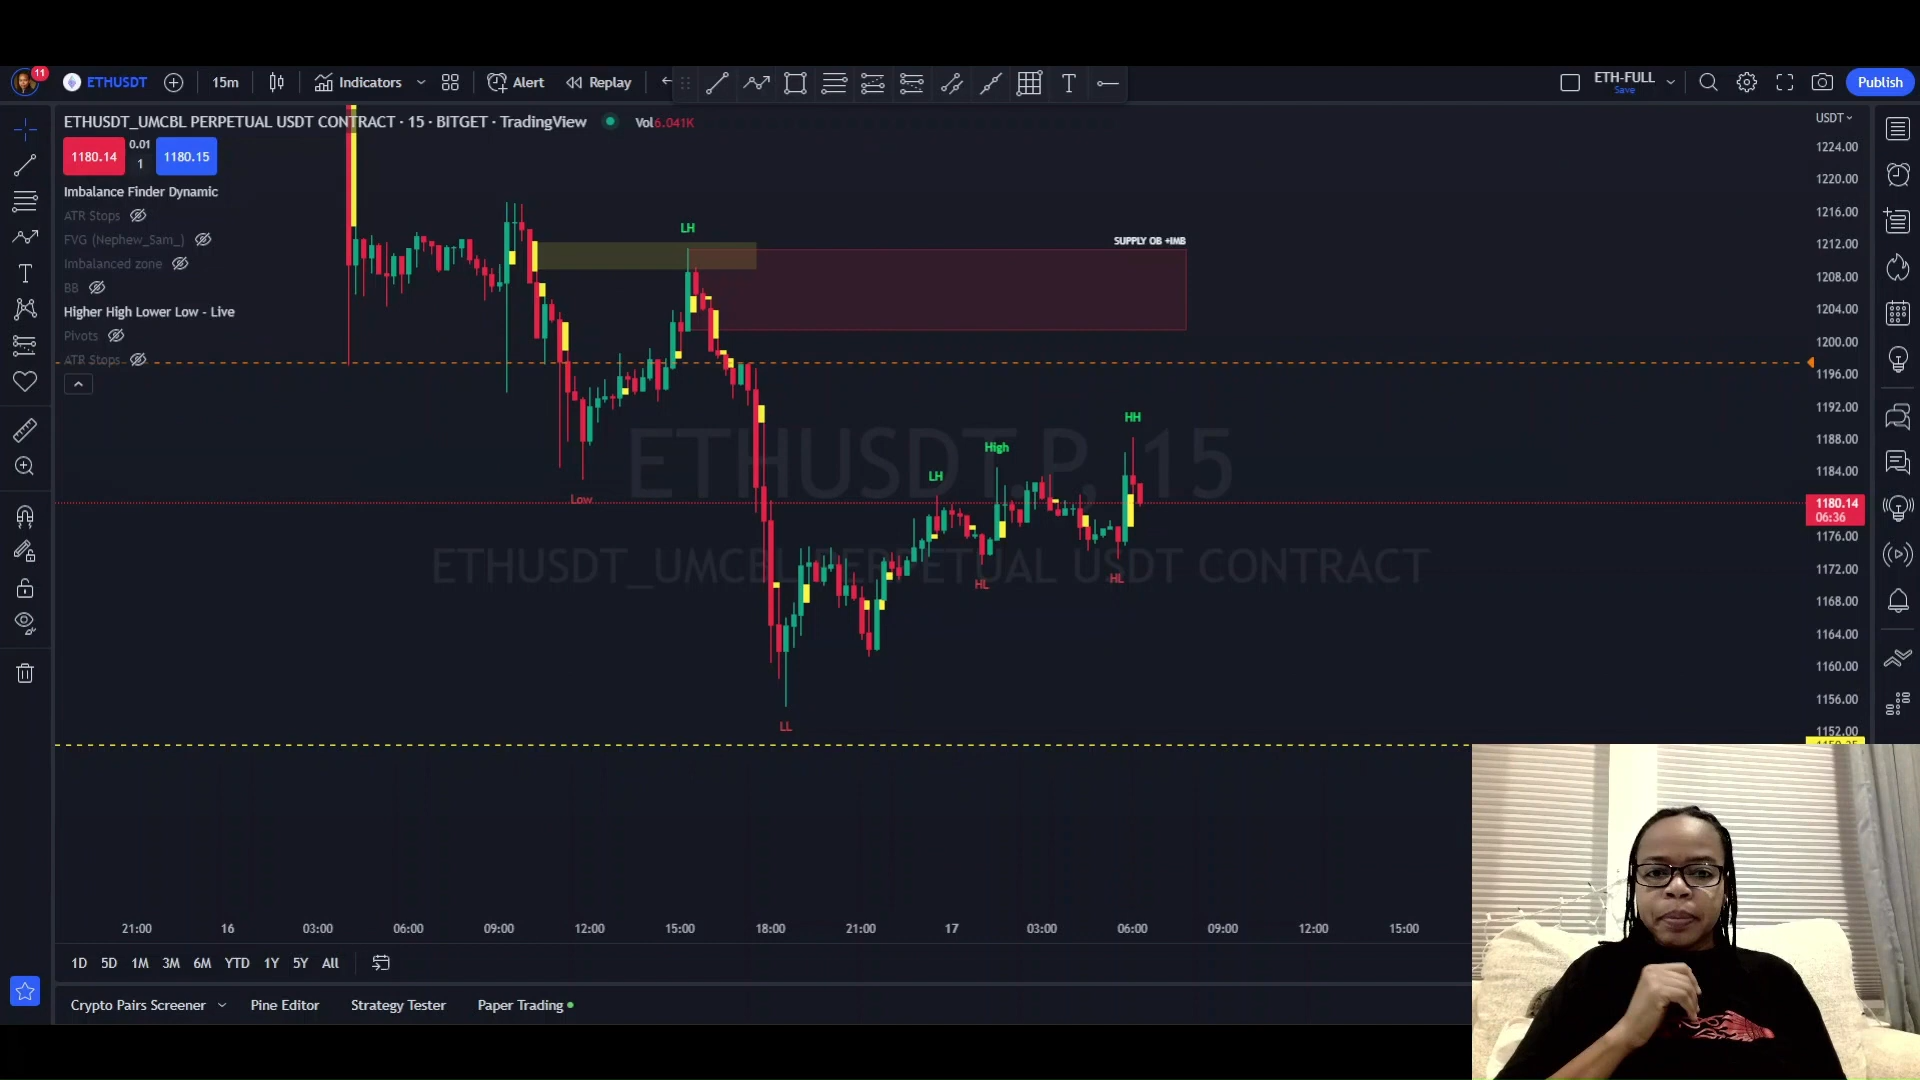 11
ETHUSDT
15m
Indicators
Alert
Replay
ETH-FULL
Save
Publish
ETHUSDT_UMCBL PERPETUAL USDT CONTRACT · 15 · BITGET · TradingView
Vol6.041K
USDT
1180.14
0.01
1
1180.15
Imbalance Finder Dynamic
ATR Stops
FVG (Nephew_Sam_)
Imbalanced zone
BB
Higher High Lower Low - Live
Pivots
ATR Stops
LH
SUPPLY OB +IMB
HH
High
LH
Low
HL
HL
LL
ETHUSDT.P, 15
ETHUSDT_UMCBL PERPETUAL USDT CONTRACT
1224.00
1220.00
1216.00
1212.00
1208.00
1204.00
1200.00
1196.00
1192.00
1188.00
1184.00
1180.14
06:36
1176.00
1172.00
1168.00
1164.00
1160.00
1156.00
1152.00
21:00
16
03:00
06:00
09:00
12:00
15:00
18:00
21:00
17
03:00
06:00
09:00
12:00
15:00
1D
5D
1M
3M
6M
YTD
1Y
5Y
All
Crypto Pairs Screener
Pine Editor
Strategy Tester
Paper Trading